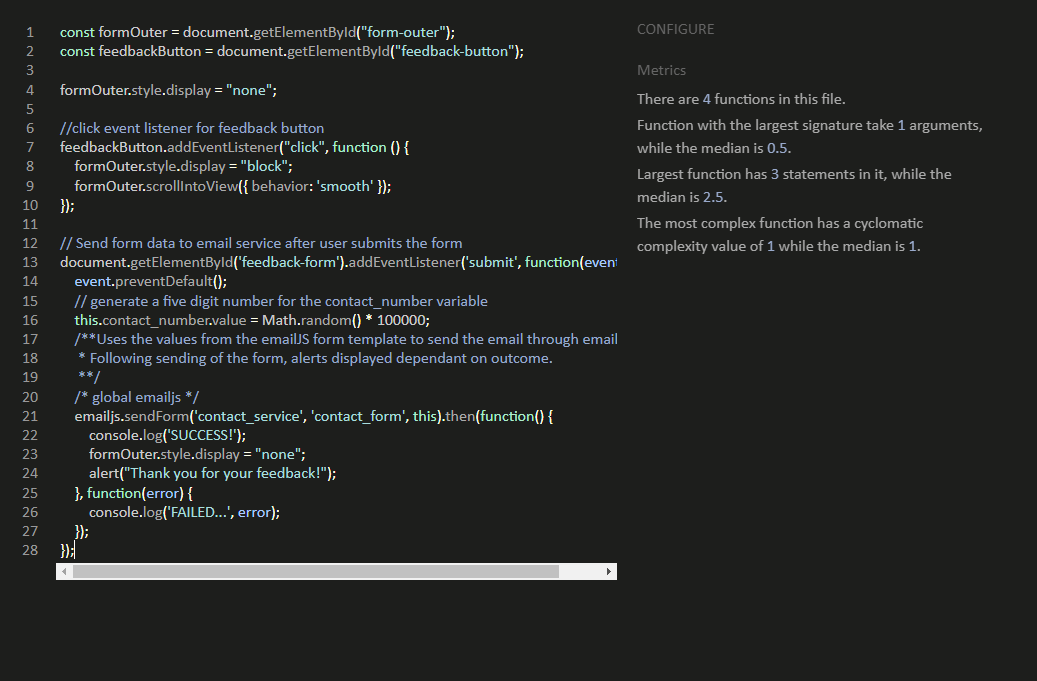 1 const formOuter = document.getElementById("form-outer");
2 const feedbackButton = document.getElementById("feedback-button");
3
4 formOuter.style.display = "none";
5
6 //click event listener for feedback button
7 feedbackButton.addEventListener("click", function () {
8 formOuter.style.display = "block";
9 formOuter.scrollIntoView({ behavior: 'smooth' });
10 });
11
12 // Send form data to email service after user submits the form
13 document.getElementById('feedback-form').addEventListener('submit', function(event
14 event.preventDefault();
15 // generate a five digit number for the contact_number variable
16 this.contact_number.value = Math.random() * 100000;
17 /**Uses the values from the emailJS form template to send the email through email
18 * Following sending of the form, alerts displayed dependant on outcome.
19 **/
20 /* global emailjs */
21 emailjs.sendForm('contact_service', 'contact_form', this).then(function() {
22 console.log('SUCCESS!');
23 formOuter.style.display = "none";
24 alert("Thank you for your feedback!");
25 }, function(error) {
26 console.log('FAILED...', error);
27 });
28 });
CONFIGURE
Metrics
There are 4 functions in this file.
Function with the largest signature take 1 arguments,
while the median is 0.5.
Largest function has 3 statements in it, while the
median is 2.5.
The most complex function has a cyclomatic
complexity value of 1 while the median is 1.